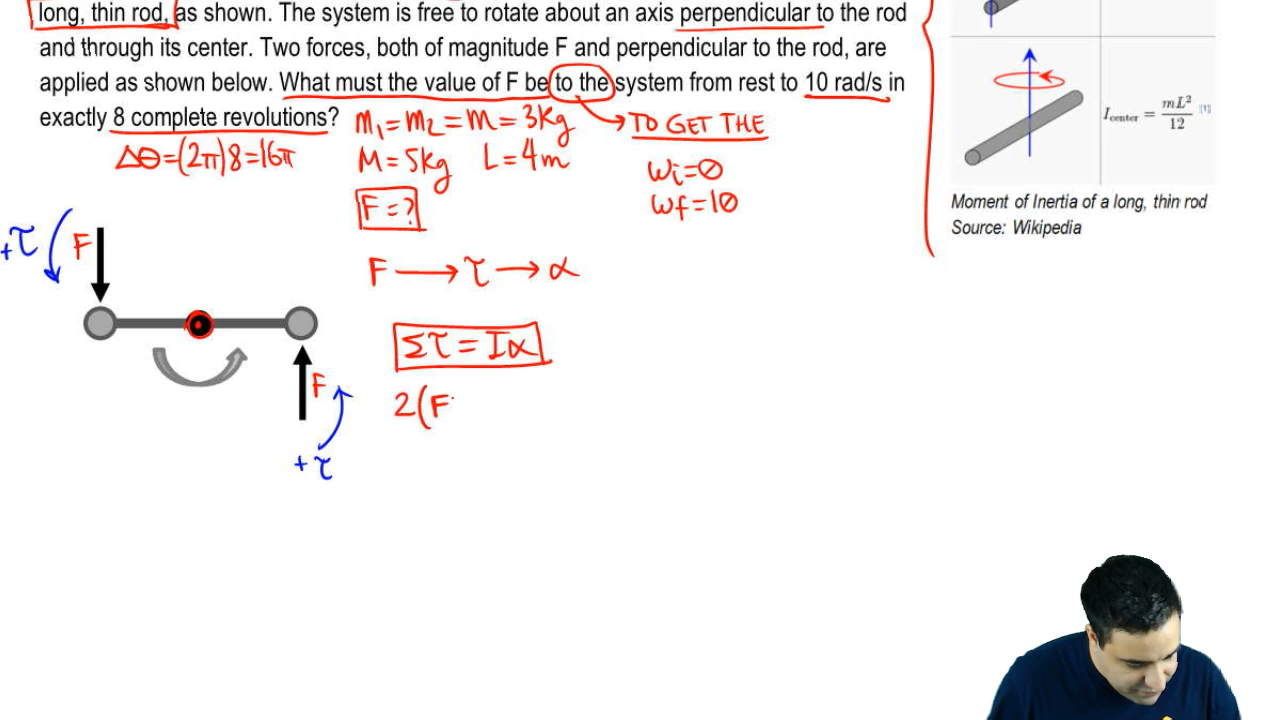 long, thin rod, as shown. The system is free to rotate about an axis perpendicular to the rod
and through its center. Two forces, both of magnitude F and perpendicular to the rod, are
applied as shown below. What must the value of F be to the system from rest to 10 rad/s in
exactly 8 complete revolutions?
m₁=m₂=m=3kg
TO GET THE
Δθ=(2π)8=16π
M=5kg L=4m
ωi=0
F=?
ωf=10
F → τ → α
Στ=Iα
2(F
+τ
F
F
+τ
I_center = mL²/12 [1]
Moment of Inertia of a long, thin rod
Source: Wikipedia